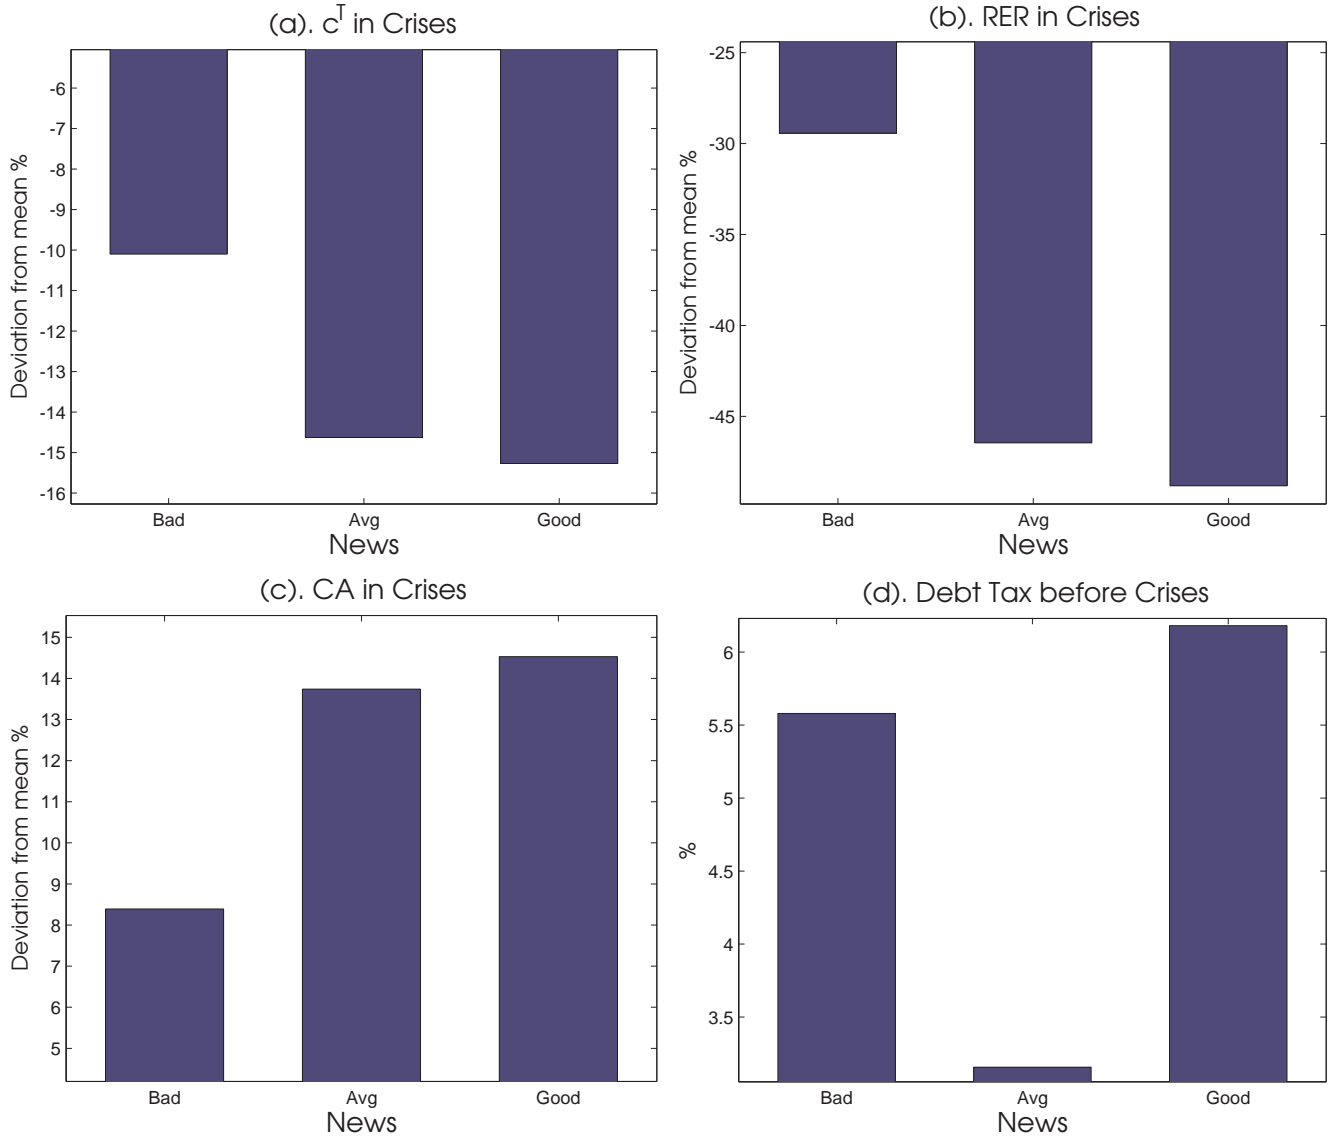 (a). c^T in Crises
Deviation from mean %
-6
-7
-8
-9
-10
-11
-12
-13
-14
-15
-16
Bad Avg Good
News
(b). RER in Crises
Deviation from mean %
-25
-30
-35
-40
-45
Bad Avg Good
News
(c). CA in Crises
Deviation from mean %
15
14
13
12
11
10
9
8
7
6
5
Bad Avg Good
News
(d). Debt Tax before Crises
%
6
5.5
5
4.5
4
3.5
Bad Avg Good
News